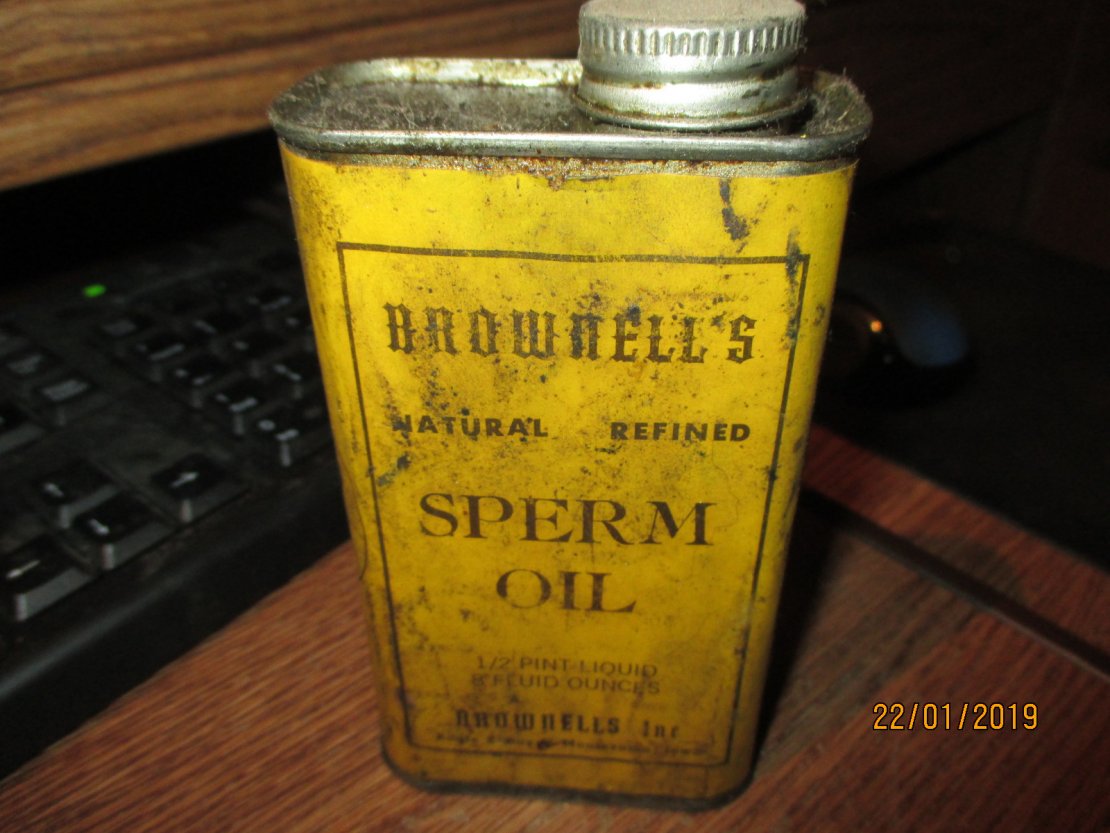 BROWNELL'S
NATURAL REFINED
SPERM
OIL
1/2 PINT LIQUID
8 FLUID OUNCES
BROWNELLS Inc
22/01/2019